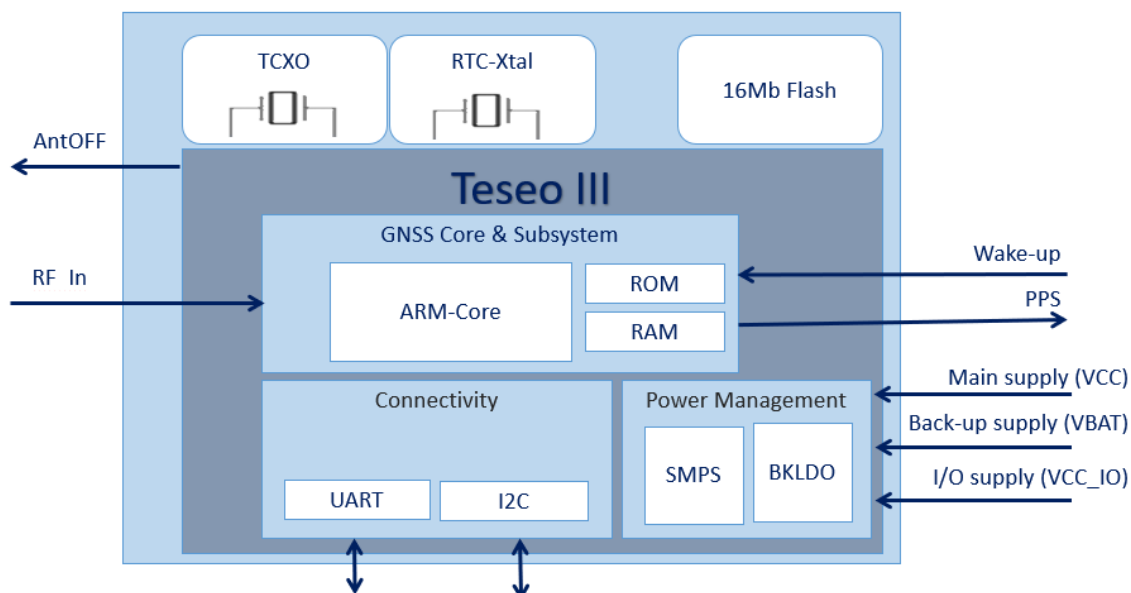 TCXO
RTC-Xtal
16Mb Flash
AntOFF
Teseo III
GNSS Core & Subsystem
RF In
ARM-Core
ROM
RAM
Wake-up
PPS
Connectivity
UART
I2C
Power Management
SMPS
BKLDO
Main supply (VCC)
Back-up supply (VBAT)
I/O supply (VCC_IO)